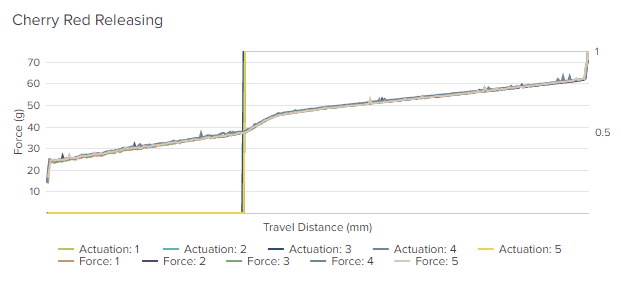 Cherry Red Releasing
70
60
50
40
30
20
10
Force (g)
1
0.5
Travel Distance (mm)
Actuation: 1 Actuation: 2 Actuation: 3 Actuation: 4 Actuation: 5
Force: 1 Force: 2 Force: 3 Force: 4 Force: 5